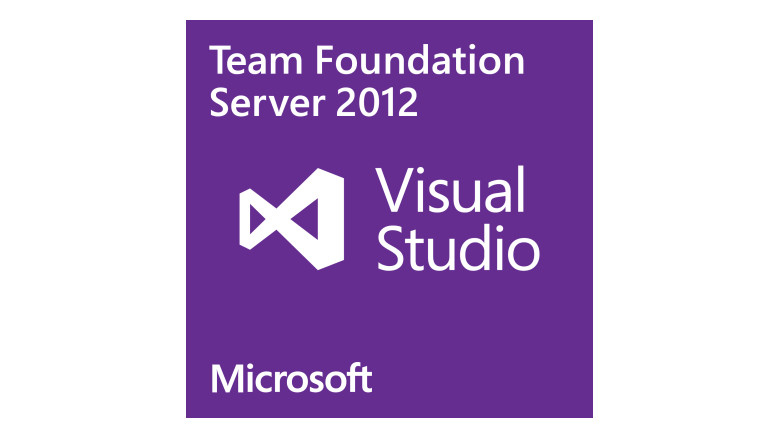 Team Foundation
Server 2012
Visual
Studio
Microsoft